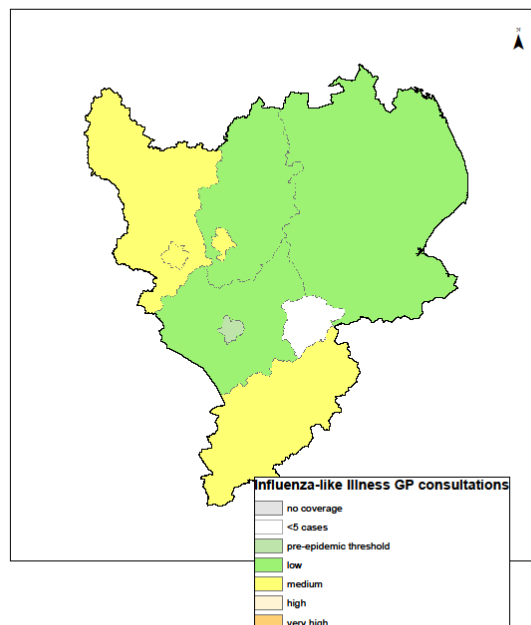 N
Influenza-like Illness GP consultations
no coverage
<5 cases
pre-epidemic threshold
low
medium
high
very high